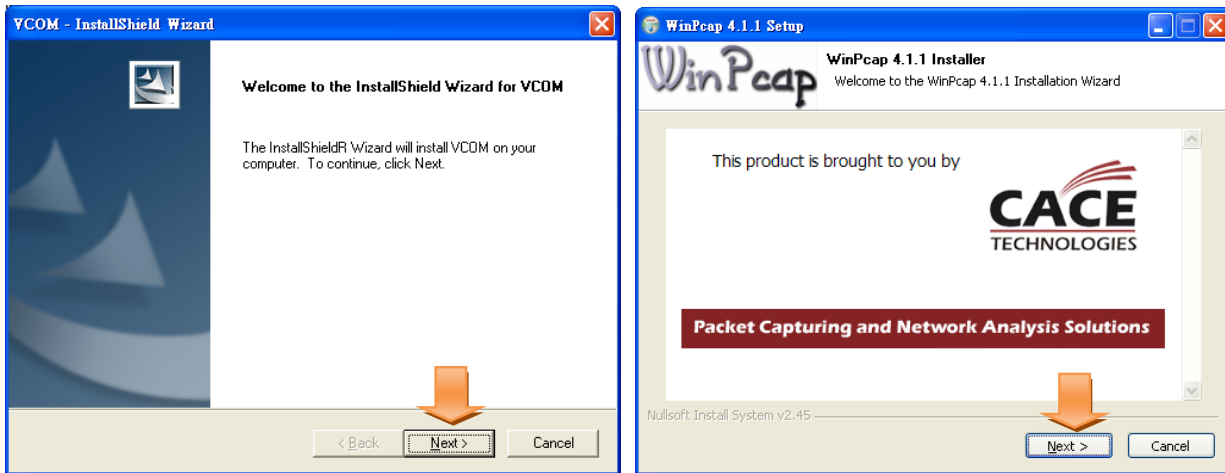 VCOM - InstallShield Wizard
Welcome to the InstallShield Wizard for VCOM
The InstallShieldR Wizard will install VCOM on your
computer. To continue, click Next.
< Back
Next >
Cancel
WinPcap 4.1.1 Setup
WinPcap
WinPcap 4.1.1 Installer
Welcome to the WinPcap 4.1.1 Installation Wizard
This product is brought to you by
CACE
TECHNOLOGIES
Packet Capturing and Network Analysis Solutions
Nullsoft Install System v2.45
Next >
Cancel